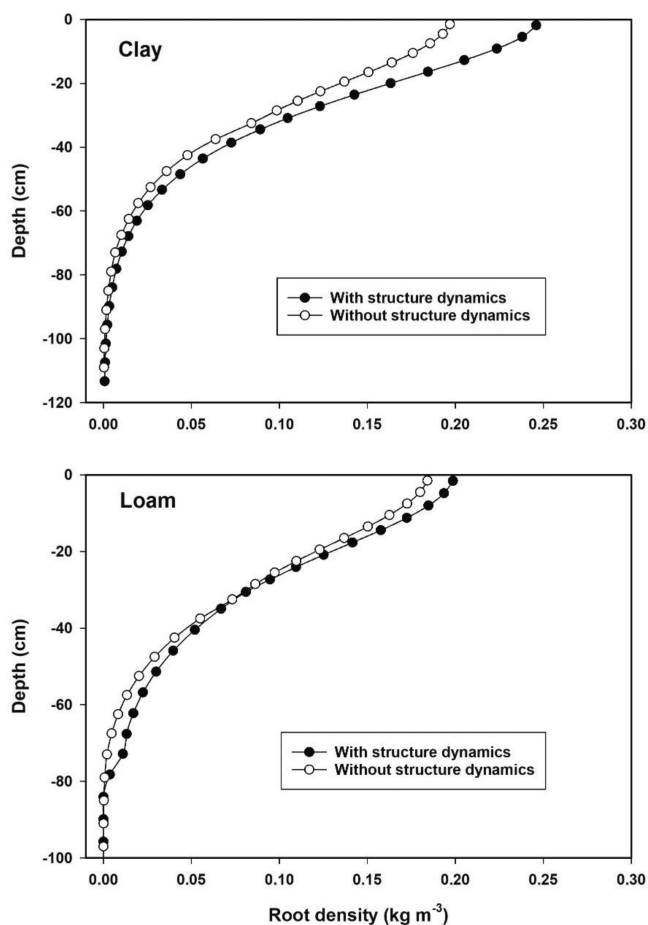 Clay
0
-20
-40
-60
-80
-100
-120
Depth (cm)
With structure dynamics
Without structure dynamics
0.00 0.05 0.10 0.15 0.20 0.25 0.30
Loam
0
-20
-40
-60
-80
-100
Depth (cm)
With structure dynamics
Without structure dynamics
0.00 0.05 0.10 0.15 0.20 0.25 0.30
Root density (kg m⁻³)